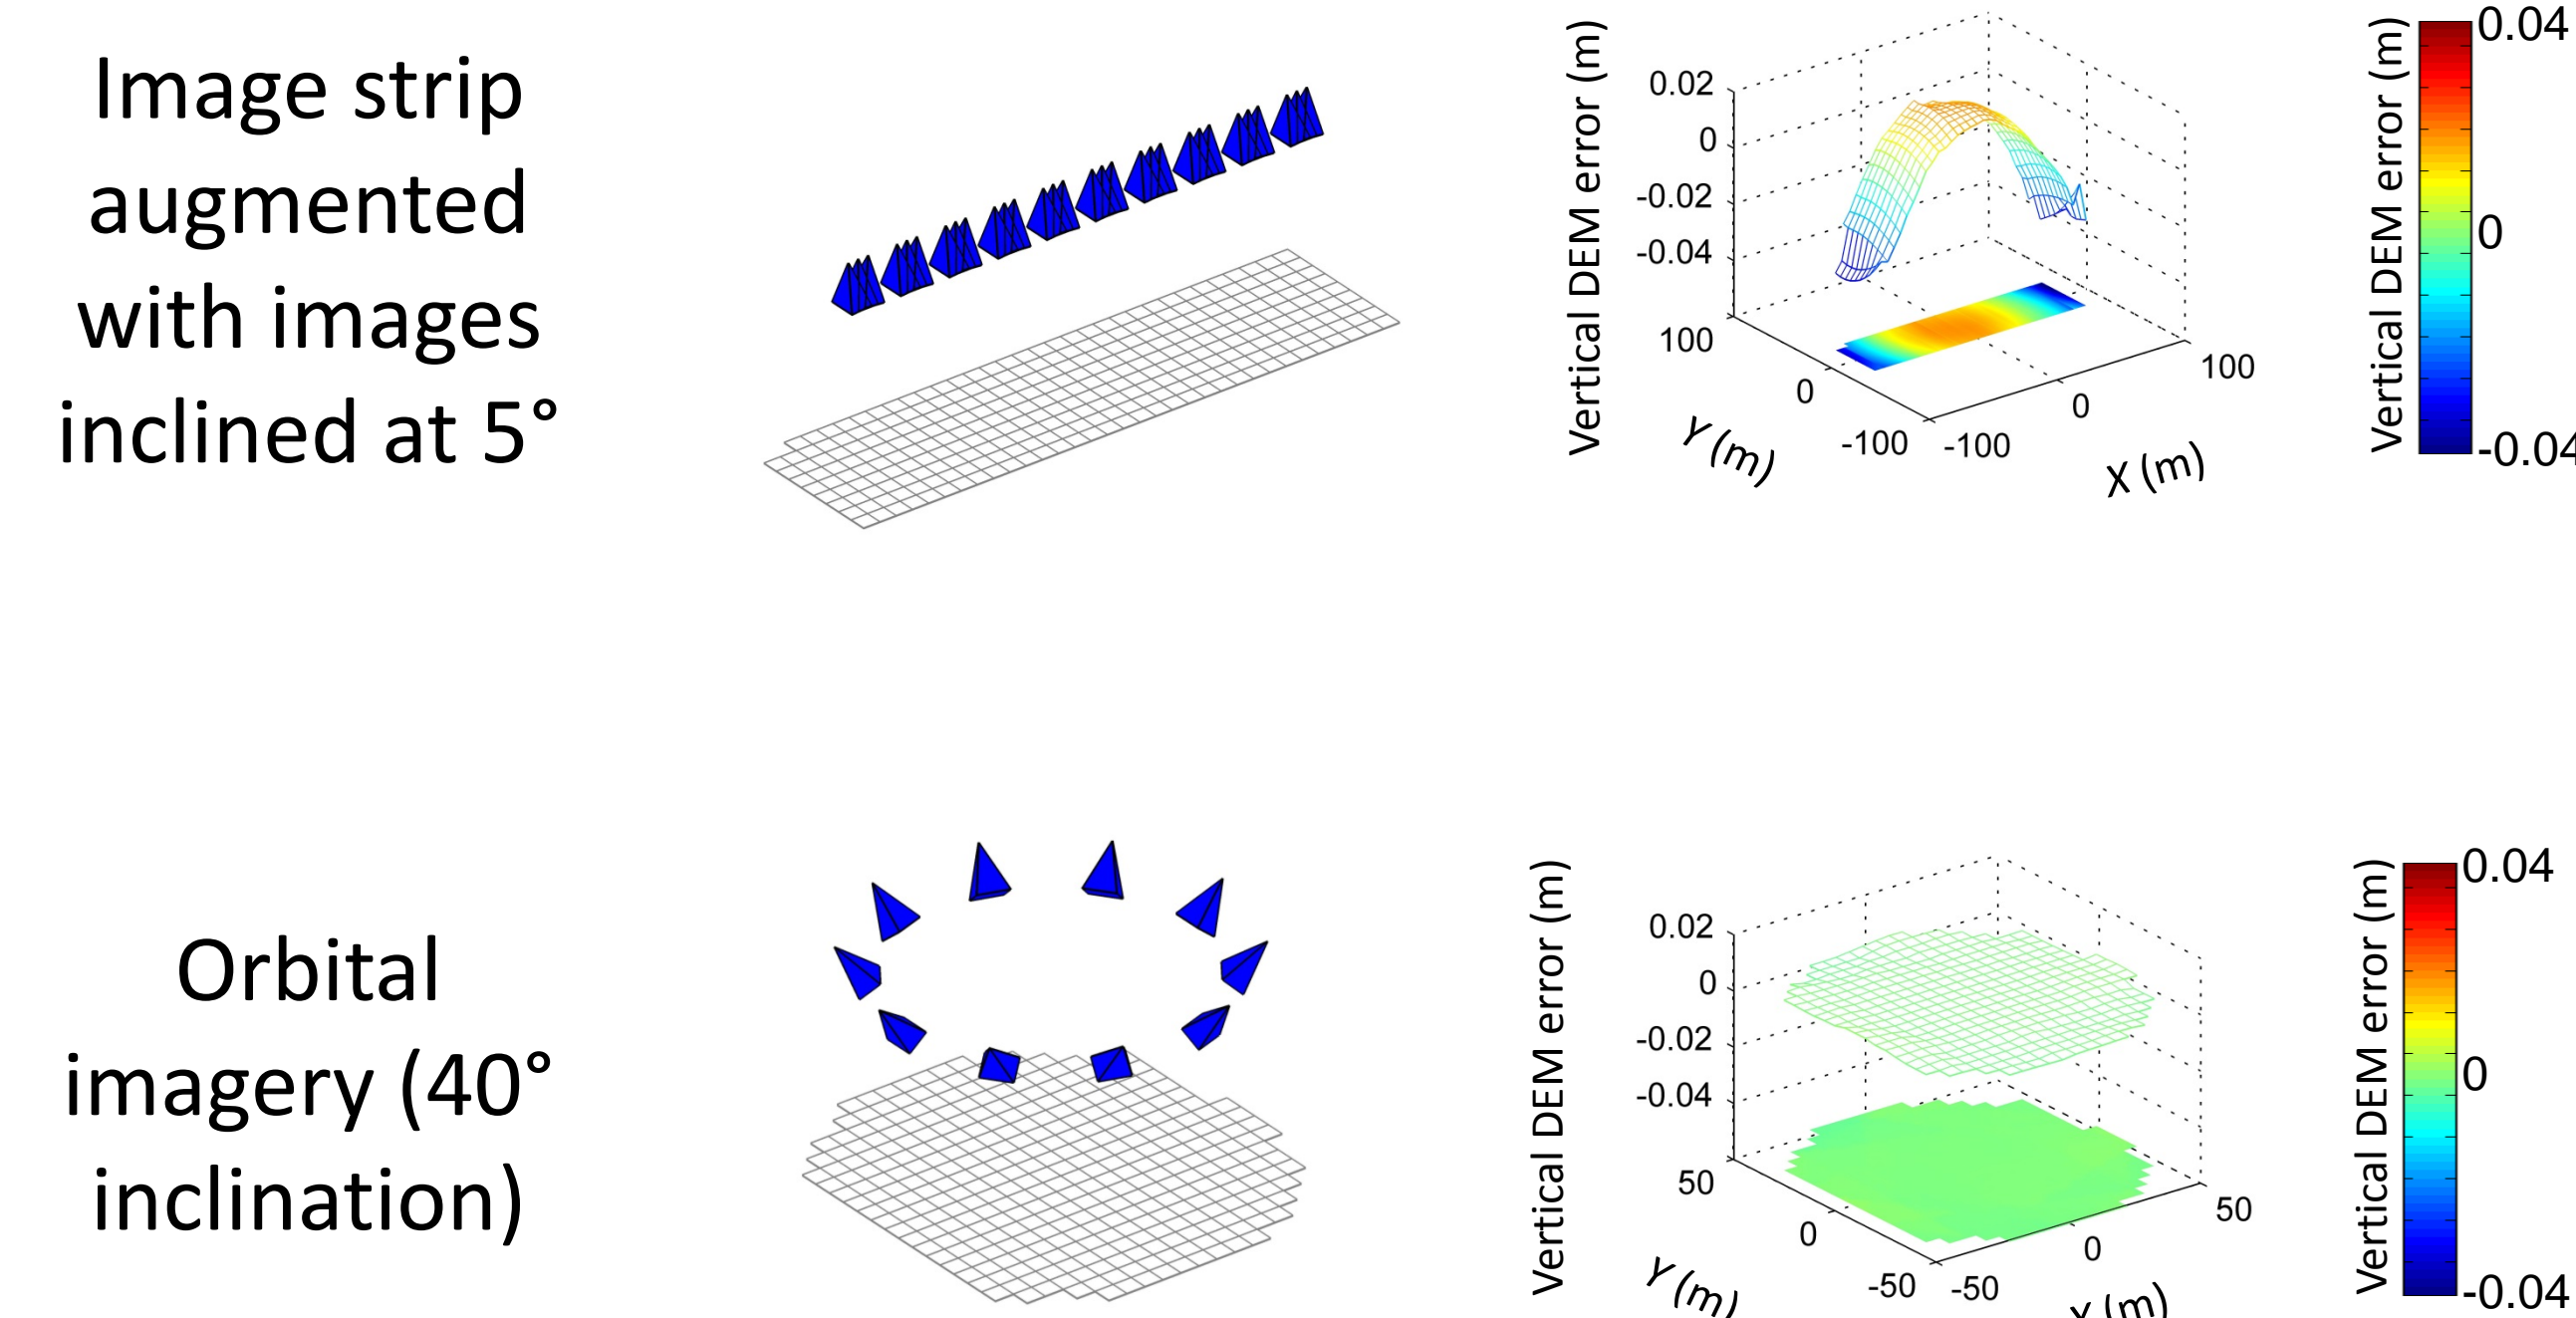 Image strip
augmented
with images
inclined at 5°
Vertical DEM error (m)
0.02
0
-0.02
-0.04
100
0
-100
Y (m)
-100
0
100
X (m)
Vertical DEM error (m)
0.04
0
-0.04
Orbital
imagery (40°
inclination)
Vertical DEM error (m)
0.02
0
-0.02
-0.04
50
0
-50
Y (m)
-50
0
50
X (m)
Vertical DEM error (m)
0.04
0
-0.04